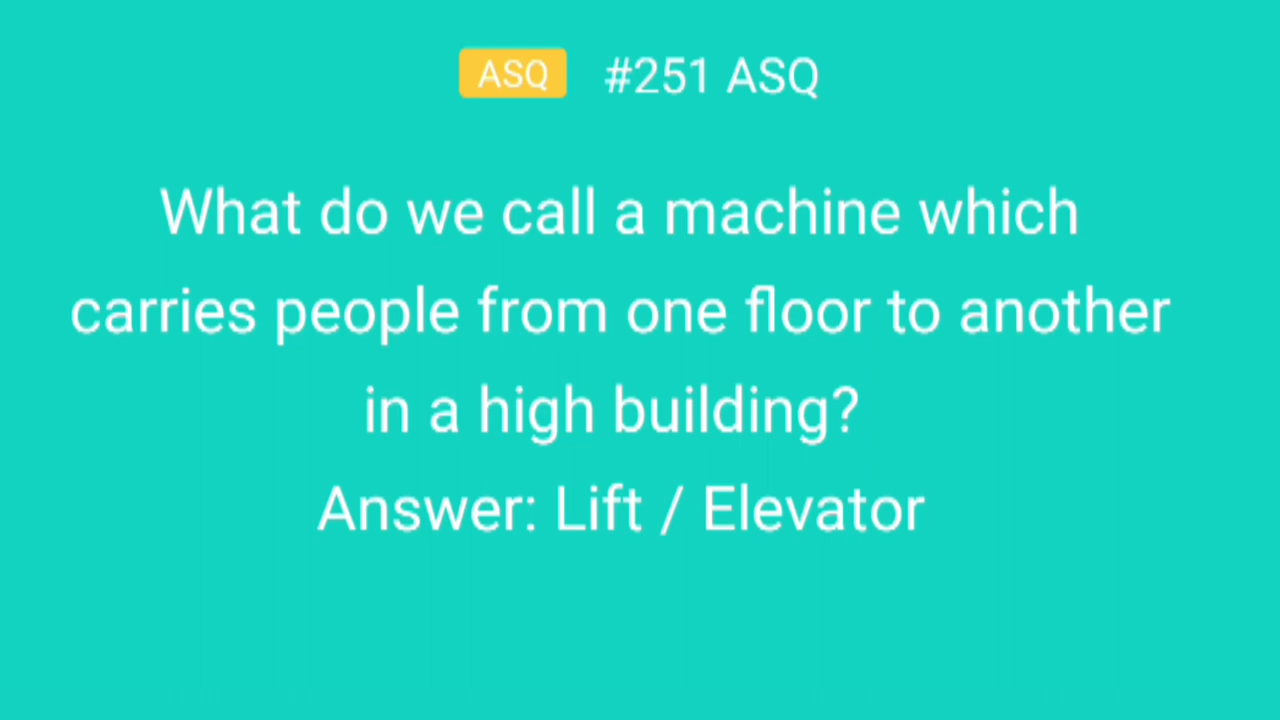 ASQ #251 ASQ
What do we call a machine which
carries people from one floor to another
in a high building?
Answer: Lift / Elevator